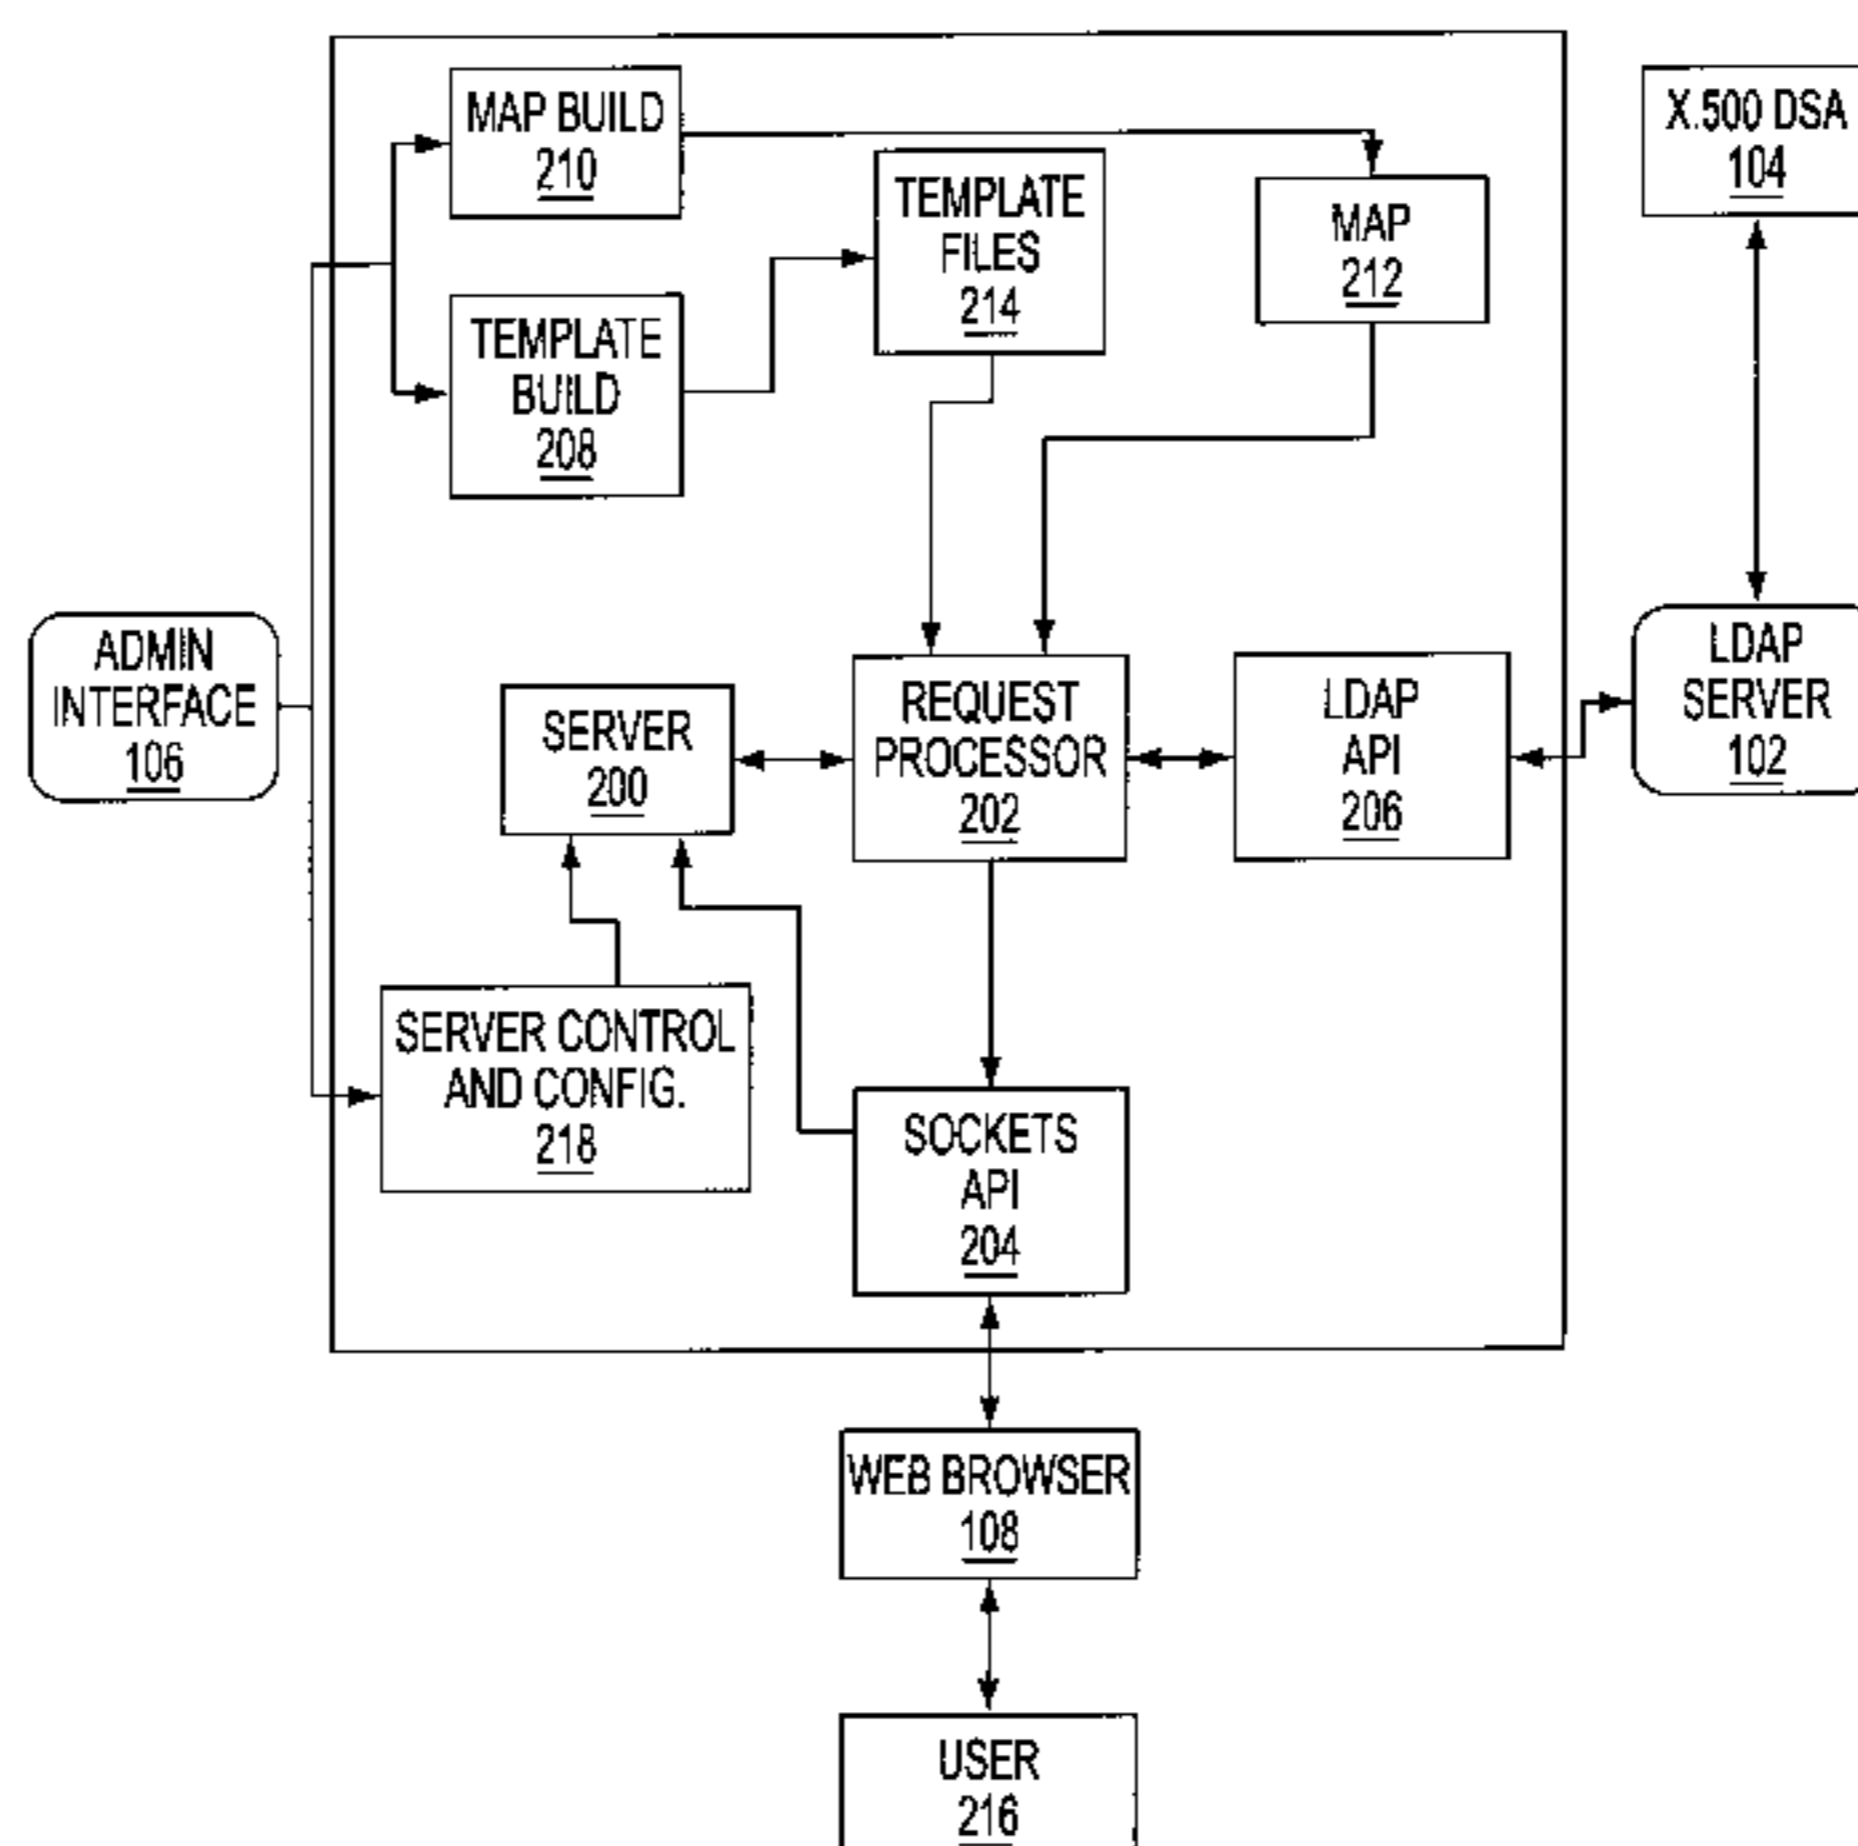 MAP BUILD
210
TEMPLATE
FILES
214
MAP
212
X.500 DSA
104
TEMPLATE
BUILD
208
ADMIN
INTERFACE
106
SERVER
200
REQUEST
PROCESSOR
202
LDAP
API
206
LDAP
SERVER
102
SERVER CONTROL
AND CONFIG.
218
SOCKETS
API
204
WEB BROWSER
108
USER
216